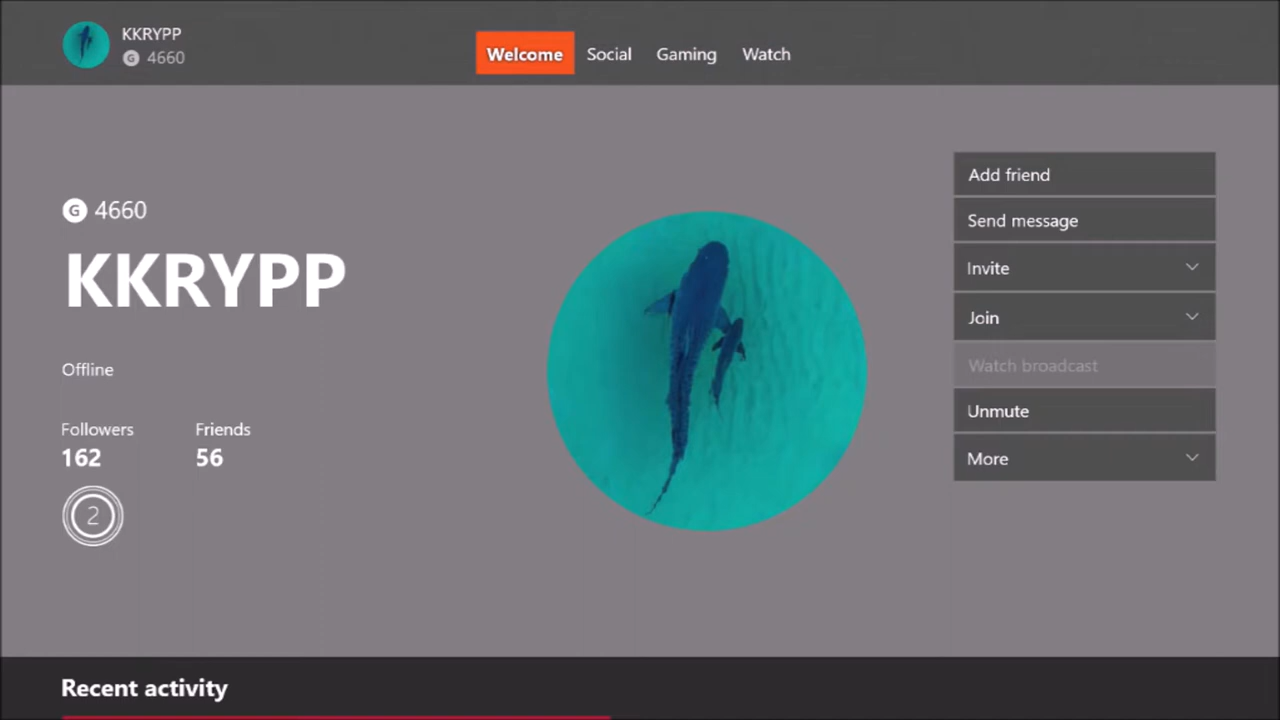 KKRYPP
G 4660
Welcome Social Gaming Watch
G 4660
KKRYPP
Offline
Followers Friends
162 56
2
Add friend
Send message
Invite
Join
Watch broadcast
Unmute
More
Recent activity